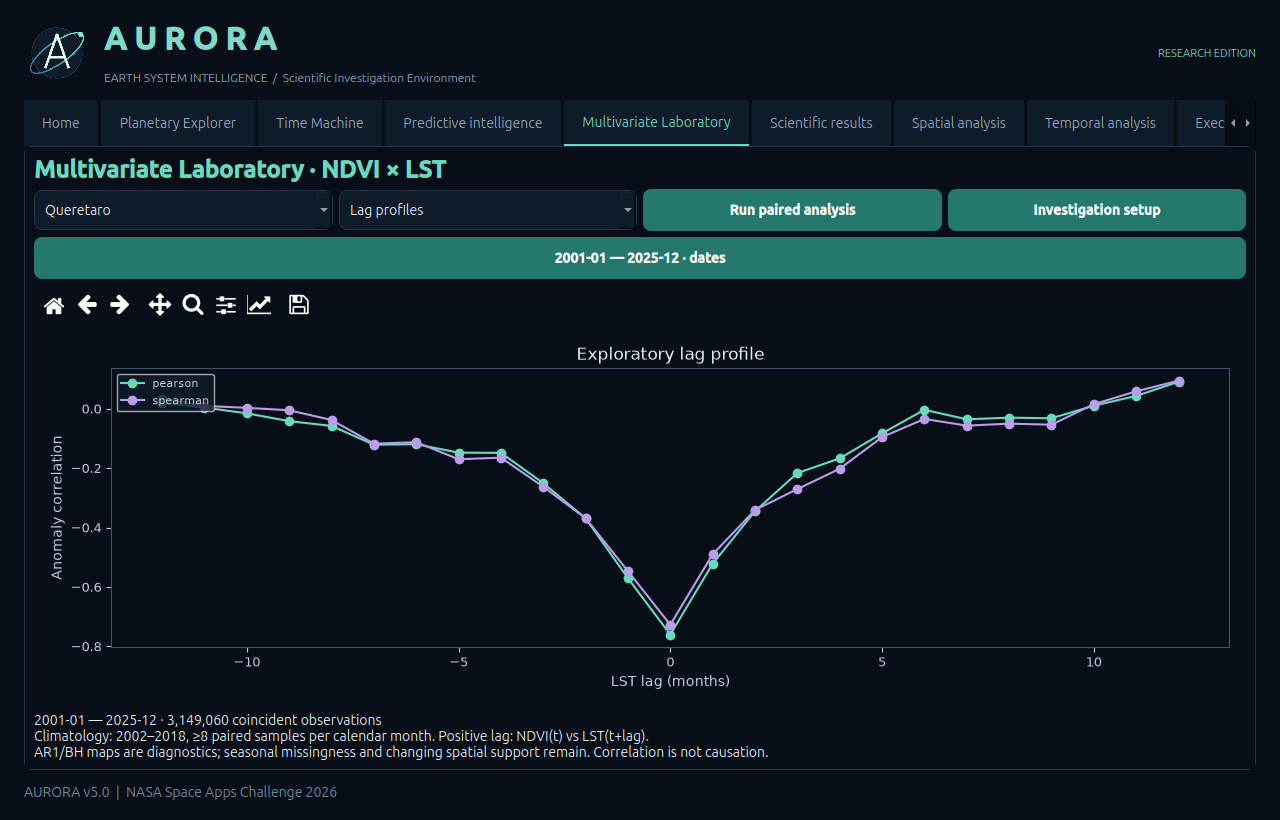 A
AURORA
EARTH SYSTEM INTELLIGENCE / Scientific Investigation Environment
RESEARCH EDITION
Home Planetary Explorer Time Machine Predictive intelligence Multivariate Laboratory Scientific results Spatial analysis Temporal analysis Exec
Multivariate Laboratory · NDVI × LST
Queretaro Lag profiles Run paired analysis Investigation setup
2001-01 — 2025-12 · dates
Exploratory lag profile
pearson
spearman
0.0
−0.2
−0.4
−0.6
−0.8
Anomaly correlation
−10 −5 0 5 10
LST lag (months)
2001-01 — 2025-12 · 3,149,060 coincident observations
Climatology: 2002–2018, ≥8 paired samples per calendar month. Positive lag: NDVI(t) vs LST(t+lag).
AR1/BH maps are diagnostics; seasonal missingness and changing spatial support remain. Correlation is not causation.
AURORA v5.0 | NASA Space Apps Challenge 2026